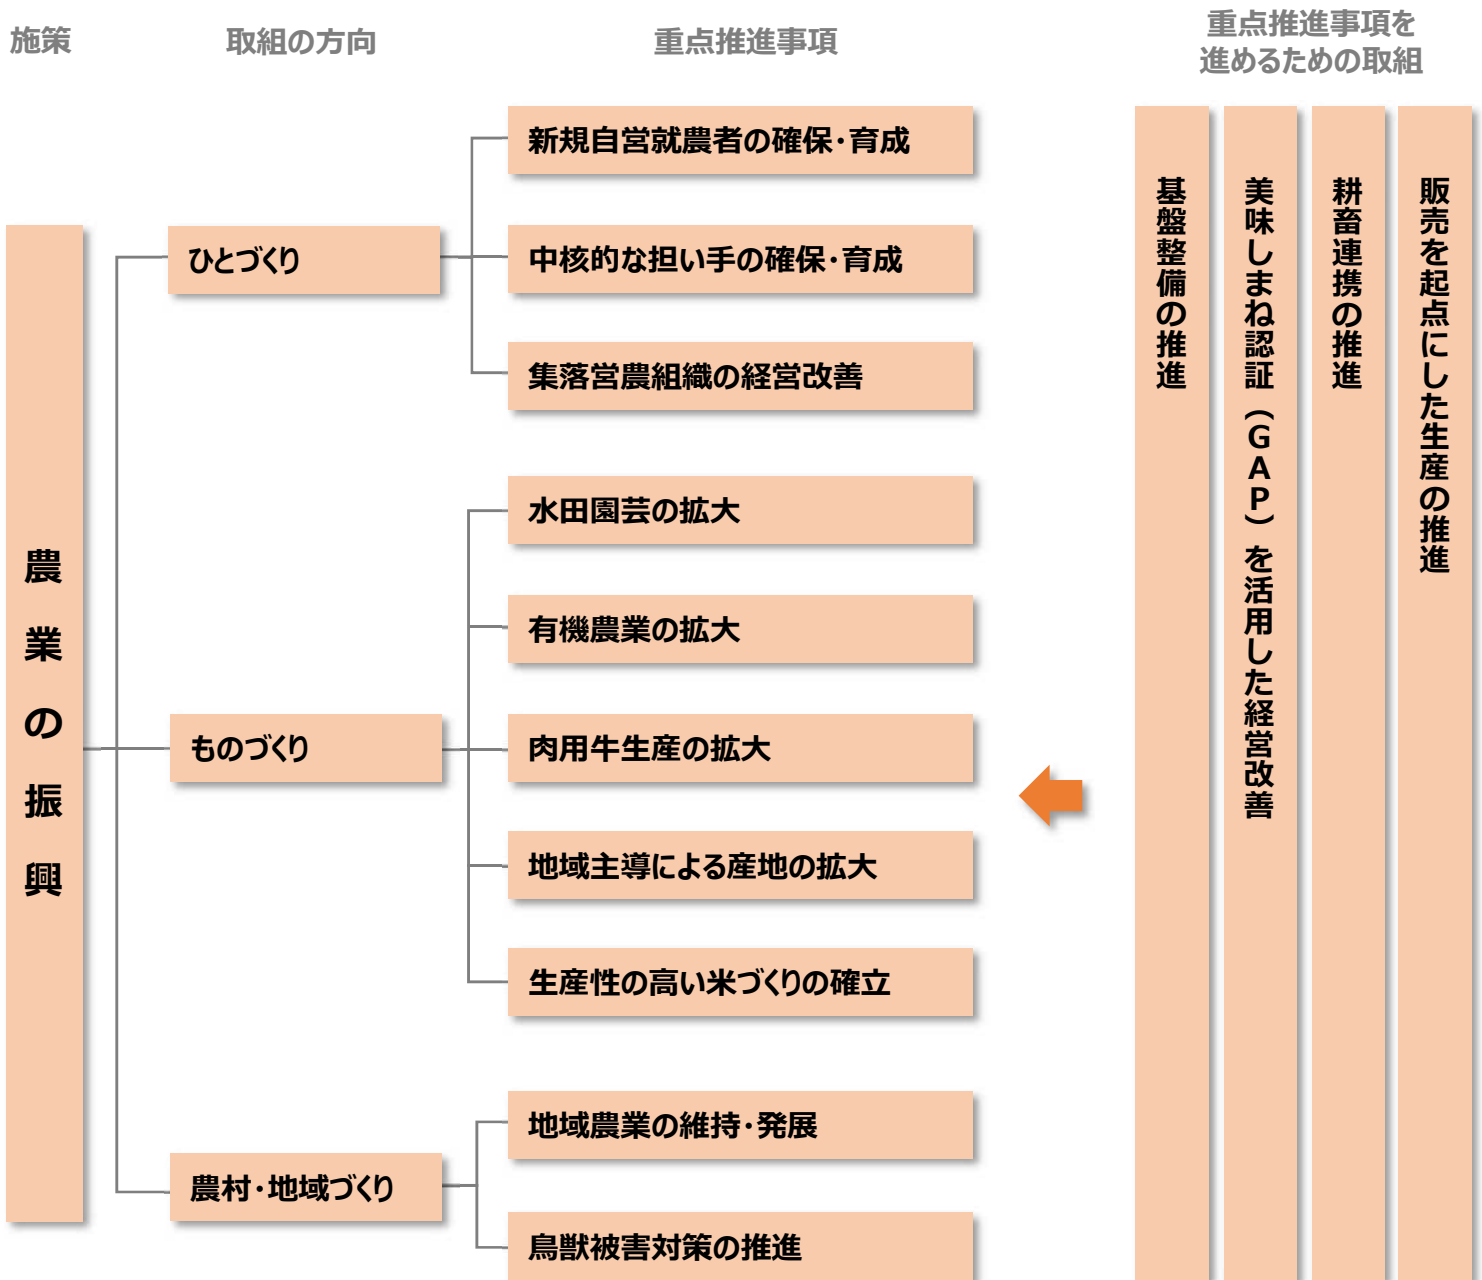 施策
取組の方向
重点推進事項
重点推進事項を
進めるための取組
農業の振興
ひとづくり
新規自営就農者の確保・育成
中核的な担い手の確保・育成
集落営農組織の経営改善
ものづくり
水田園芸の拡大
有機農業の拡大
肉用牛生産の拡大
地域主導による産地の拡大
生産性の高い米づくりの確立
農村・地域づくり
地域農業の維持・発展
鳥獣被害対策の推進
販売を起点にした生産の推進
耕畜連携の推進
美味しまね認証（GAP）を活用した経営改善
基盤整備の推進